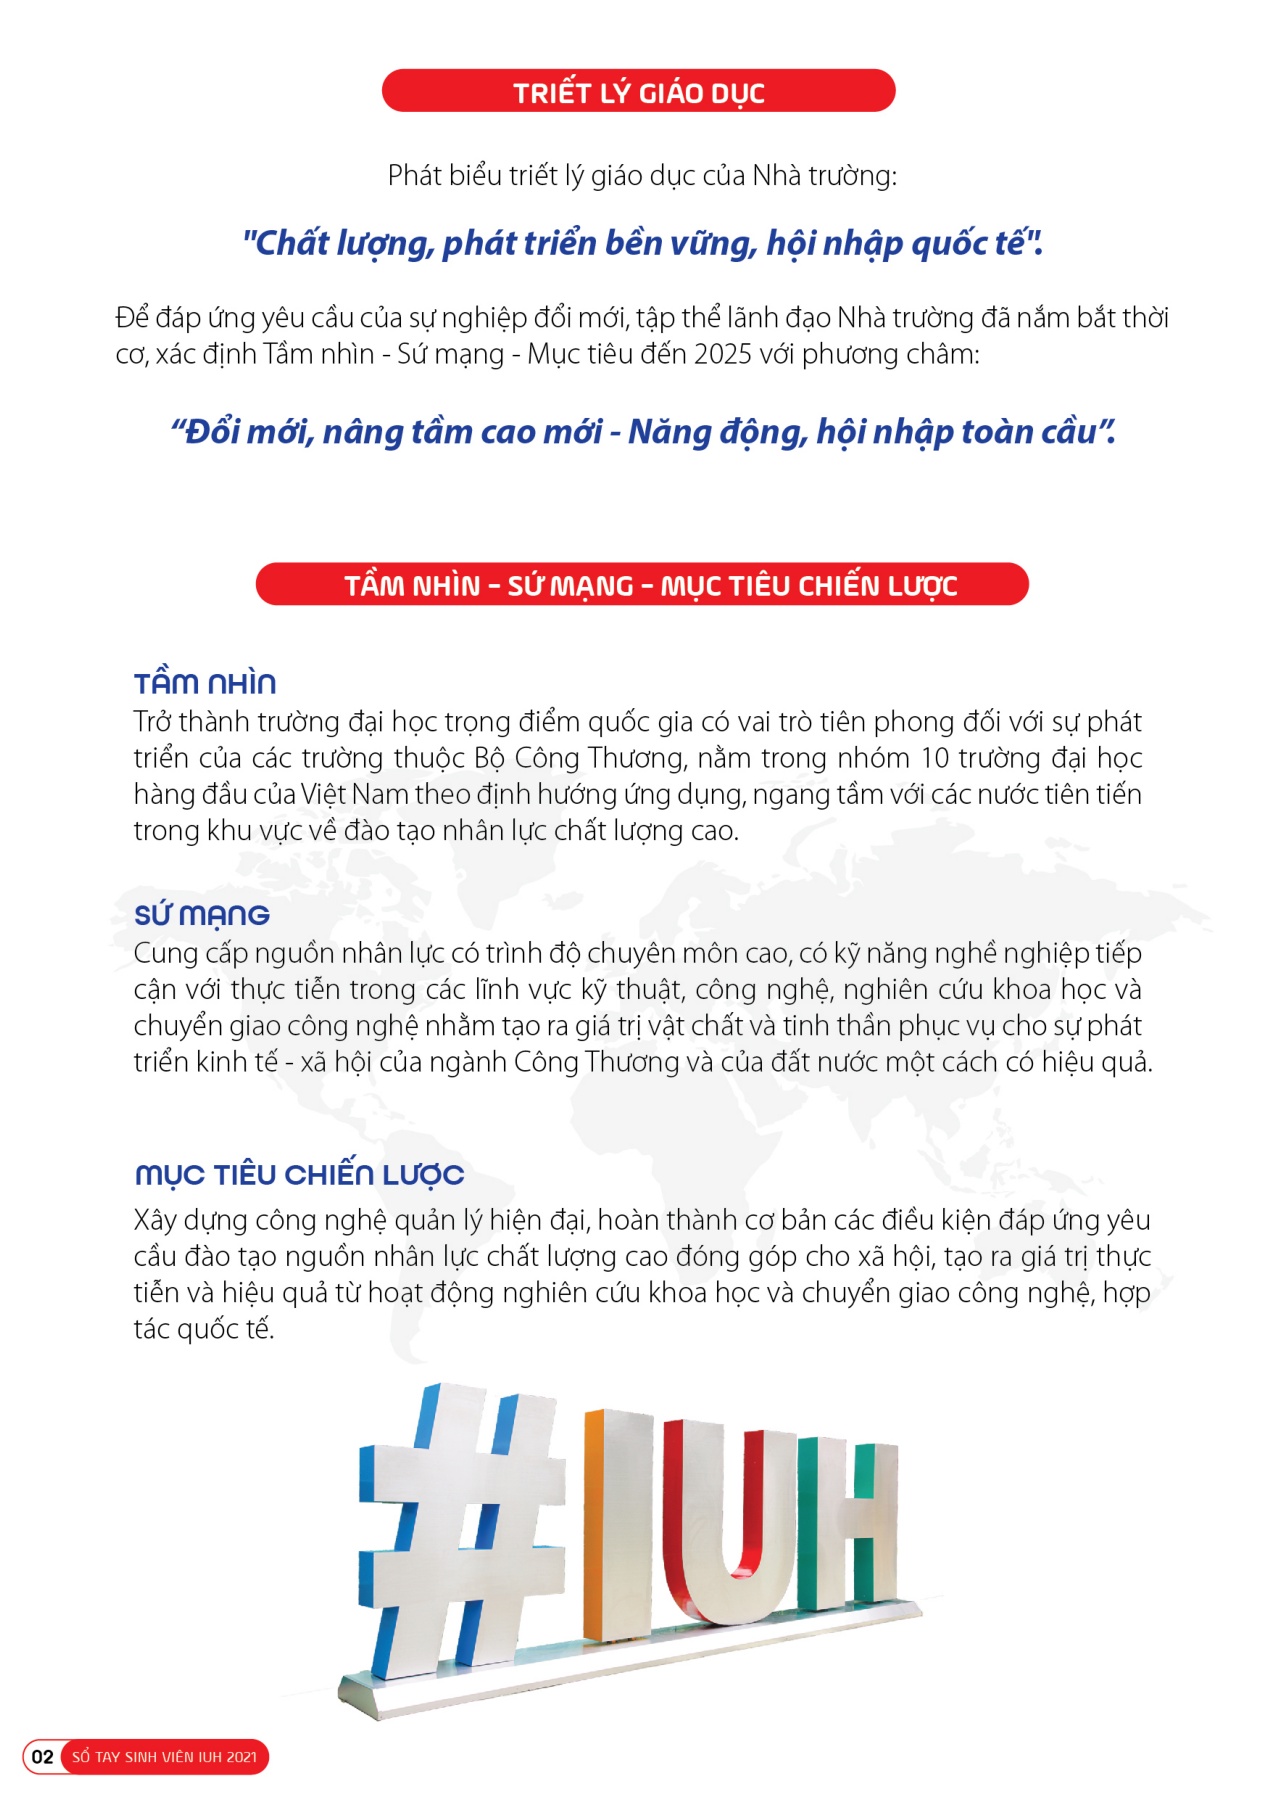 TRIẾT LÝ GIÁO DỤC
Phát biểu triết lý giáo dục của Nhà trường:
"Chất lượng, phát triển bền vững, hội nhập quốc tế".
Để đáp ứng yêu cầu của sự nghiệp đổi mới, tập thể lãnh đạo Nhà trường đã nắm bắt thời
cơ, xác định Tầm nhìn - Sứ mạng - Mục tiêu đến 2025 với phương châm:
“Đổi mới, nâng tầm cao mới - Năng động, hội nhập toàn cầu”.
TẦM NHÌN – SỨ MẠNG – MỤC TIÊU CHIẾN LƯỢC
TẦM NHÌN
Trở thành trường đại học trọng điểm quốc gia có vai trò tiên phong đối với sự phát
triển của các trường thuộc Bộ Công Thương, nằm trong nhóm 10 trường đại học
hàng đầu của Việt Nam theo định hướng ứng dụng, ngang tầm với các nước tiên tiến
trong khu vực về đào tạo nhân lực chất lượng cao.
SỨ MẠNG
Cung cấp nguồn nhân lực có trình độ chuyên môn cao, có kỹ năng nghề nghiệp tiếp
cận với thực tiễn trong các lĩnh vực kỹ thuật, công nghệ, nghiên cứu khoa học và
chuyển giao công nghệ nhằm tạo ra giá trị vật chất và tinh thần phục vụ cho sự phát
triển kinh tế - xã hội của ngành Công Thương và của đất nước một cách có hiệu quả.
MỤC TIÊU CHIẾN LƯỢC
Xây dựng công nghệ quản lý hiện đại, hoàn thành cơ bản các điều kiện đáp ứng yêu
cầu đào tạo nguồn nhân lực chất lượng cao đóng góp cho xã hội, tạo ra giá trị thực
tiễn và hiệu quả từ hoạt động nghiên cứu khoa học và chuyển giao công nghệ, hợp
tác quốc tế.
#IUH
02 SỔ TAY SINH VIÊN IUH 2021